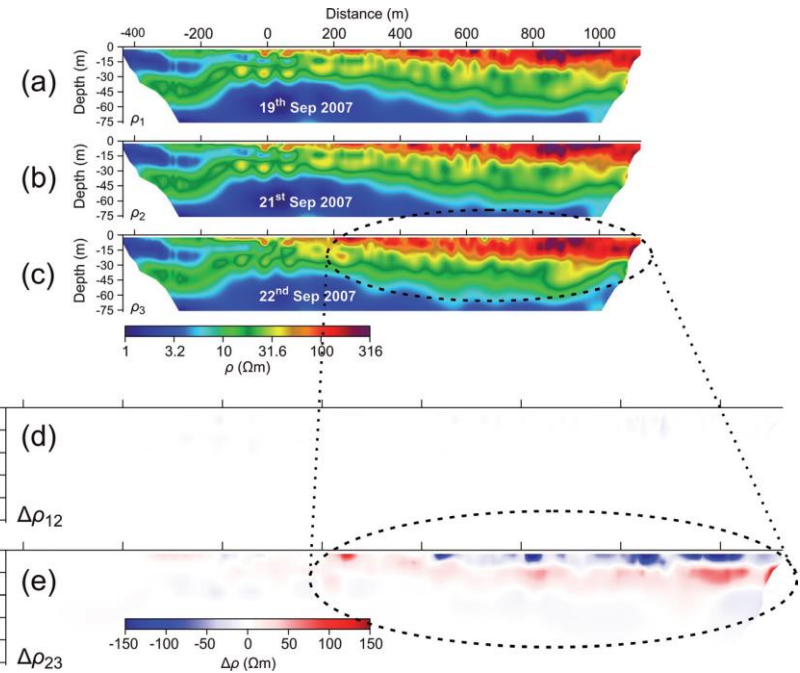 Distance (m)
-400 -200 0 200 400 600 800 1000
(a)
Depth (m)
0
-15
-30
-45
-60
-75
ρ1
19th Sep 2007
(b)
Depth (m)
0
-15
-30
-45
-60
-75
ρ2
21st Sep 2007
(c)
Depth (m)
0
-15
-30
-45
-60
-75
ρ3
22nd Sep 2007
1 3.2 10 31.6 100 316
ρ (Ωm)
(d)
Δρ12
(e)
-150 -100 -50 0 50 100 150
Δρ (Ωm)
Δρ23